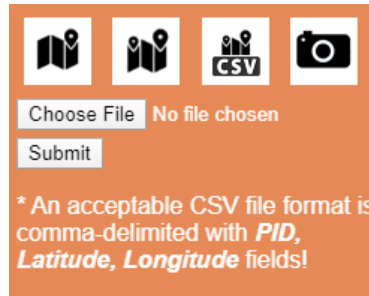 CSV
Choose File No file chosen
Submit
* An acceptable CSV file format is
comma-delimited with PID,
Latitude, Longitude fields!